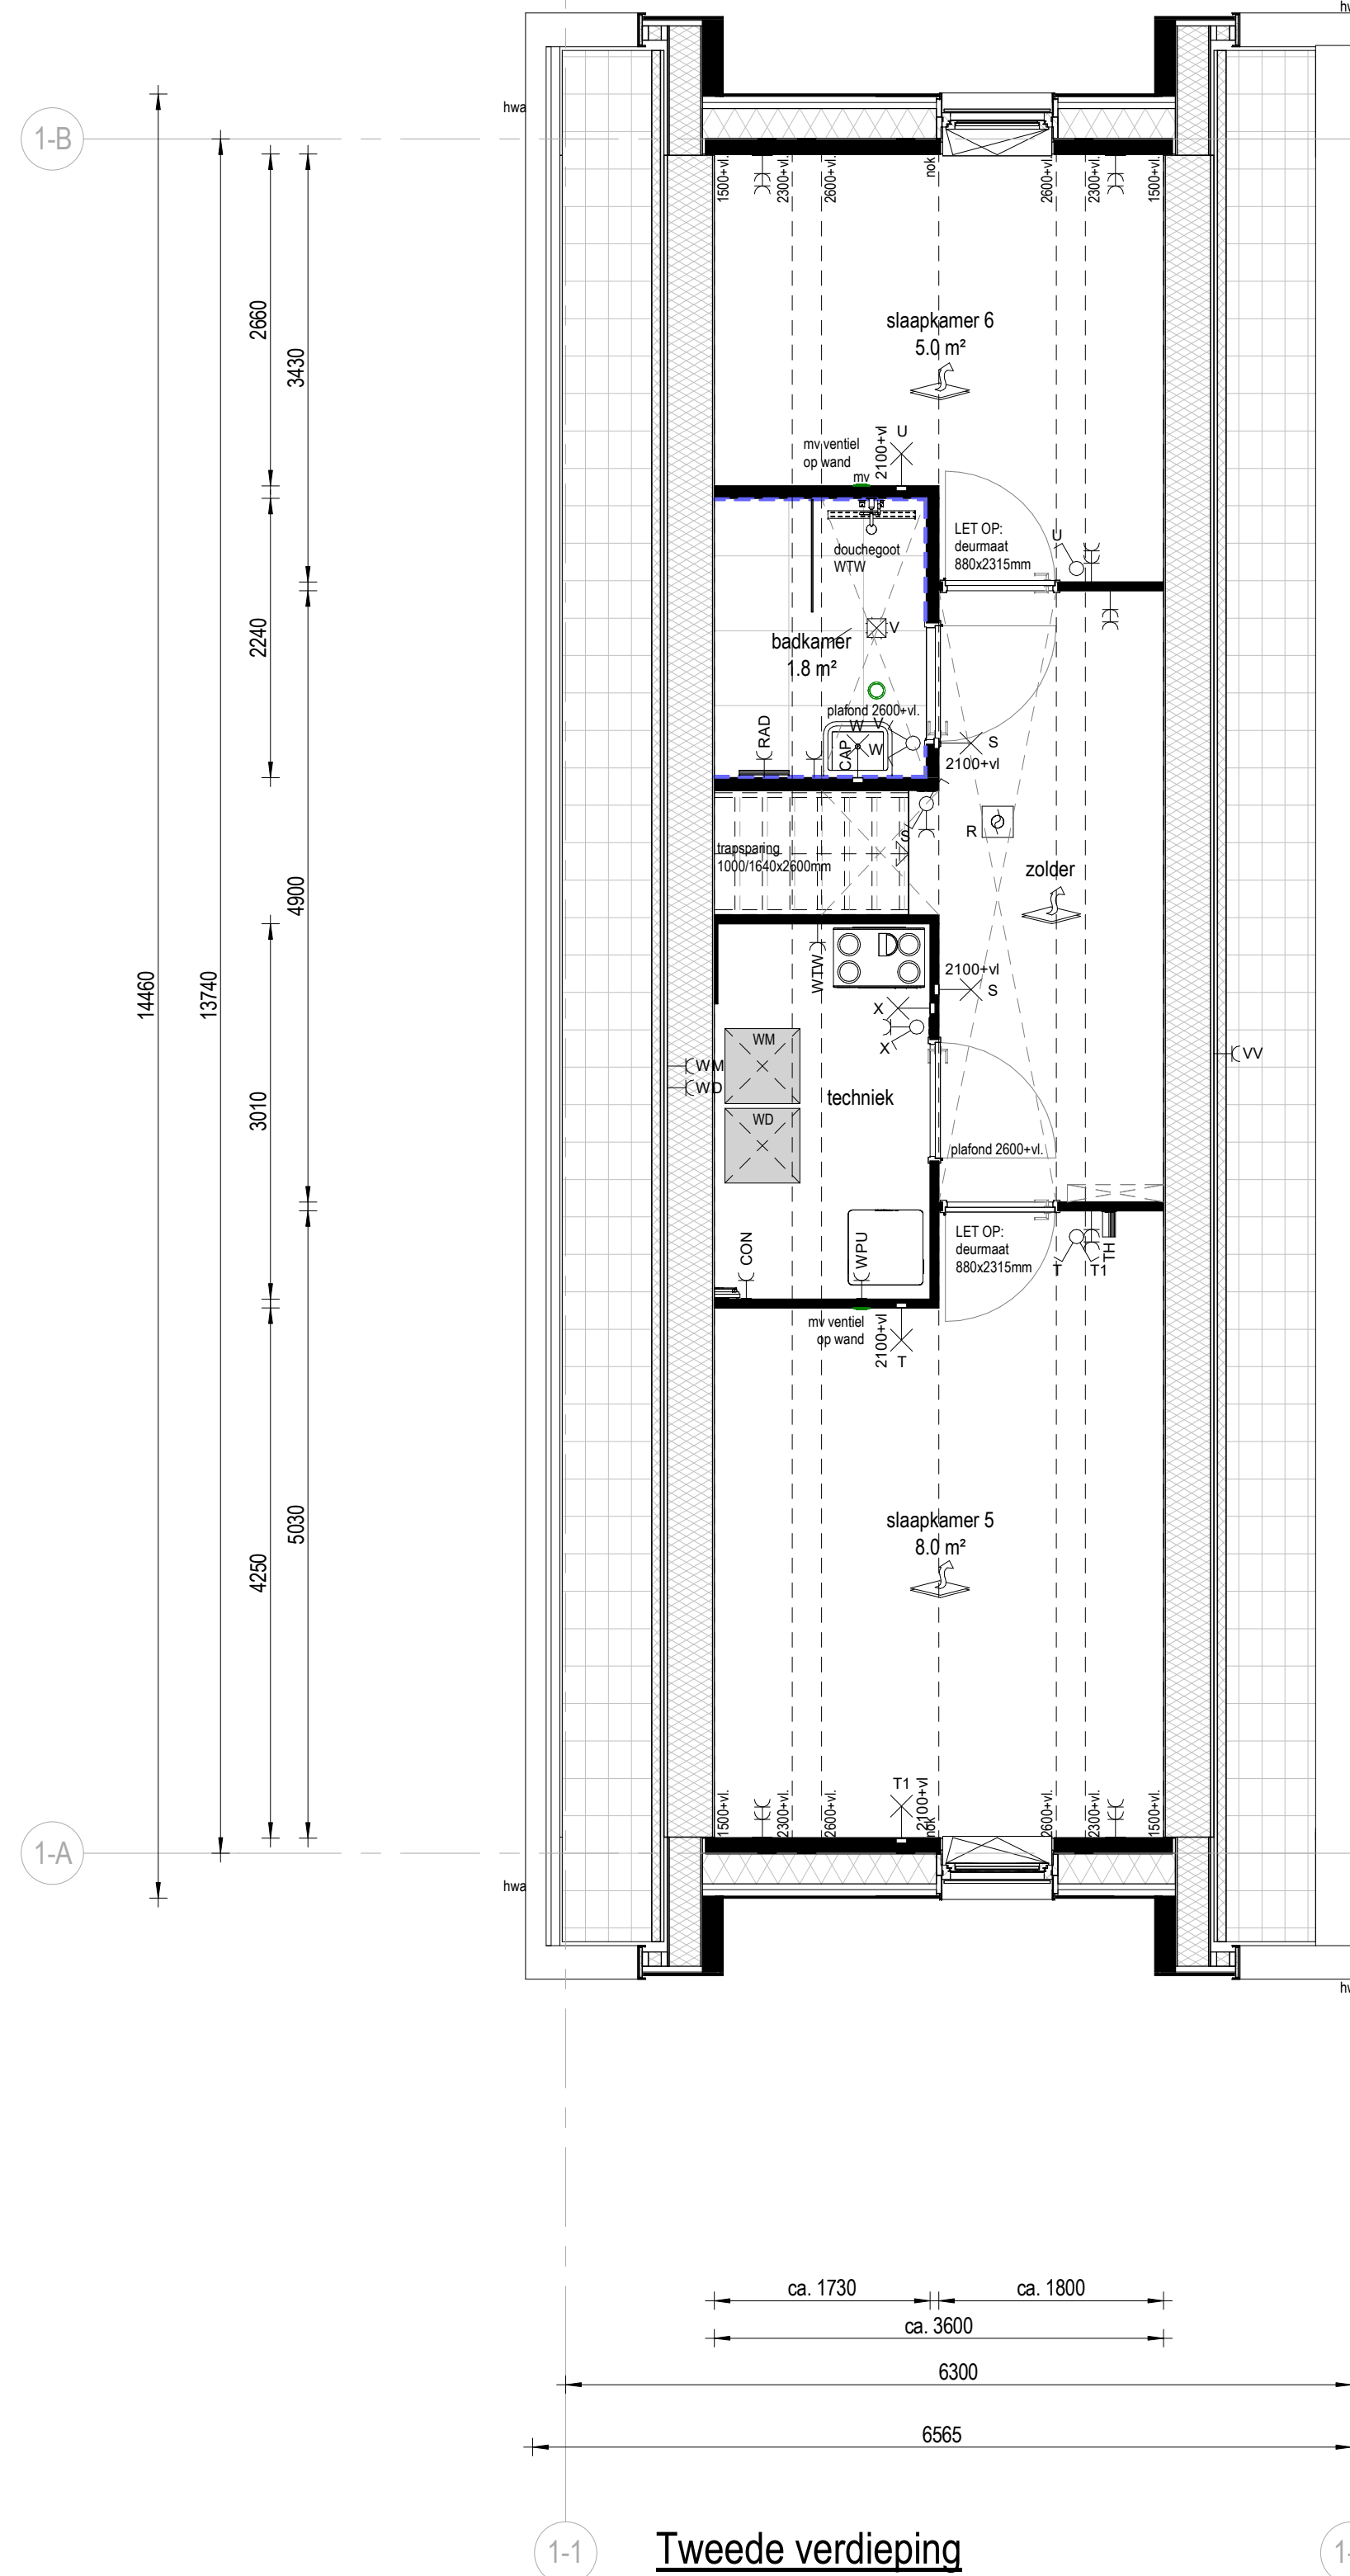 hwa
1-B
hwa
1500+vl.
2300+vl.
2600+vl.
nok
2600+vl.
2300+vl.
1500+vl.
2660
3430
slaapkamer 6
5.0 m²
mv ventiel
op wand
mv
2100+vl
U
LET OP:
deurmaat
880x2315mm
U
douchegoot
WTW
2240
badkamer
1.8 m²
V
plafond 2600+vl.
RAD
CAP
W
V
W
S
2100+vl
S
R
trapsparing
1000/1640x2600mm
zolder
4900
14460
13740
WTW
2100+vl
S
X
X
WM
WD
WM
WD
techniek
VV
3010
plafond 2600+vl.
CON
WPU
LET OP:
deurmaat
880x2315mm
T
T1
TH
mv ventiel
op wand
2100+vl
T
slaapkamer 5
8.0 m²
5030
4250
T1
2100+vl
1500+vl.
2300+vl.
2600+vl.
nok
2600+vl.
2300+vl.
1500+vl.
1-A
hwa
hw
ca. 1730
ca. 1800
ca. 3600
6300
6565
1-1
Tweede verdieping
1-